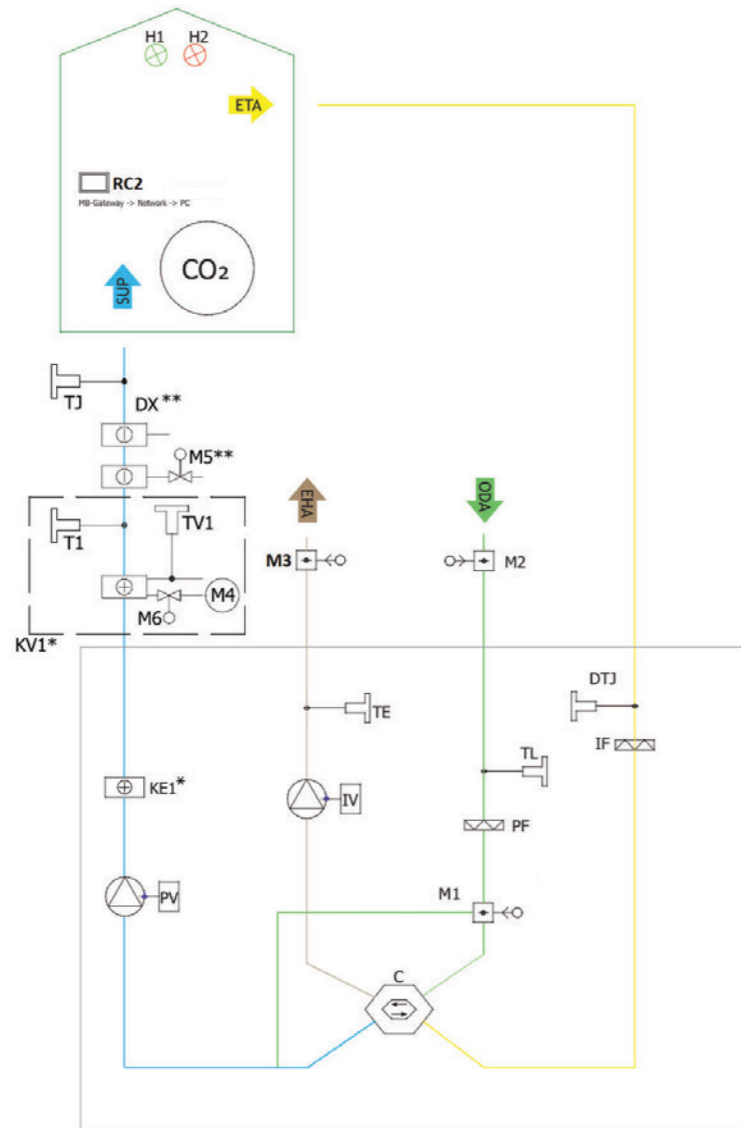 H1 H2
ETA
RC2
MB-Gateway -> Network -> PC
CO₂
SUP
TJ
DX**
M5**
EHA
ODA
T1
TV1
M3
M2
M4
M6
KV1*
TE
DTJ
TL
IF
KE1*
IV
PF
PV
M1
C